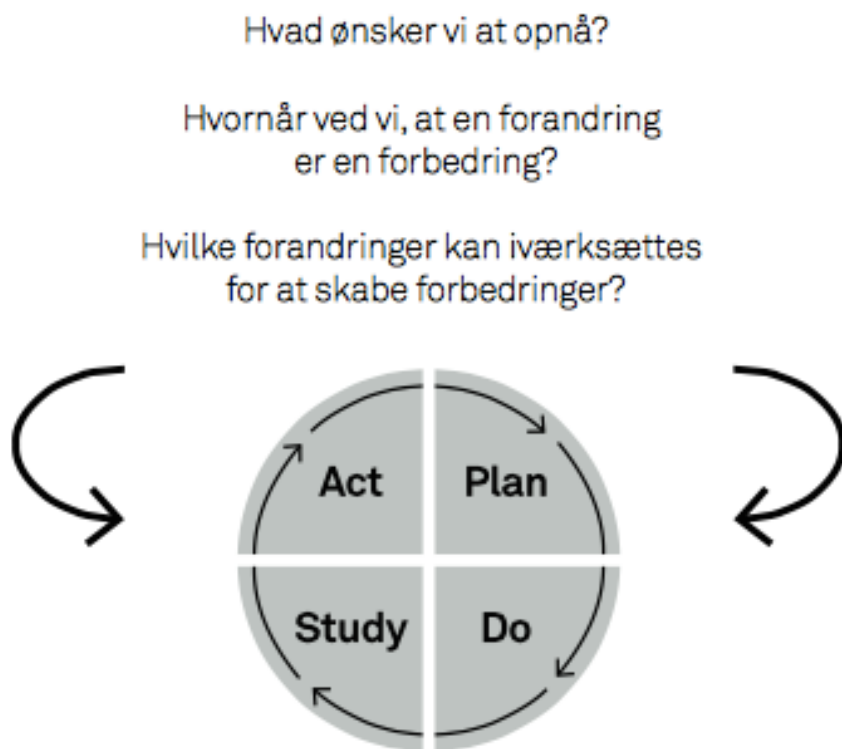 Hvad ønsker vi at opnå?
Hvornår ved vi, at en forandring
er en forbedring?
Hvilke forandringer kan iværksættes
for at skabe forbedringer?
Act
Plan
Study
Do